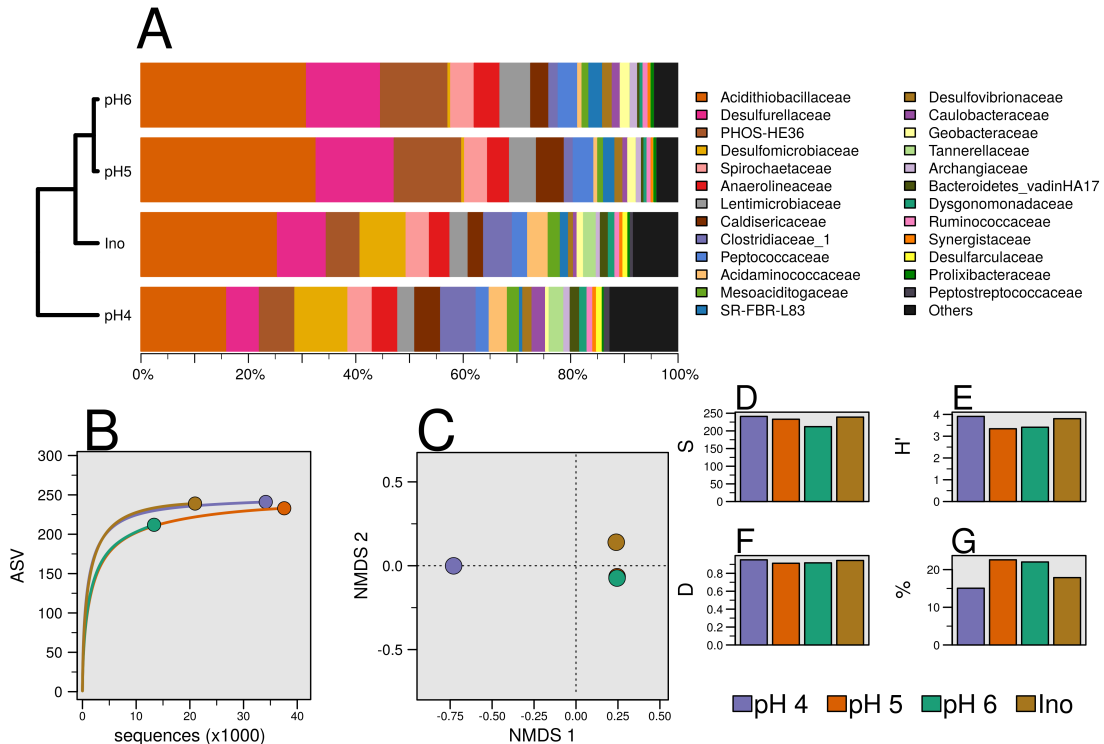 A
pH6
pH5
Ino
pH4
0%
20%
40%
60%
80%
100%
Acidithiobacillaceae
Desulfurellaceae
PHOS-HE36
Desulfomicrobiaceae
Spirochaetaceae
Anaerolineaceae
Lentimicrobiaceae
Caldisericaceae
Clostridiaceae_1
Peptococcaceae
Acidaminococcaceae
Mesoaciditogaceae
SR-FBR-L83
Desulfovibrionaceae
Caulobacteraceae
Geobacteraceae
Tannerellaceae
Archangiaceae
Bacteroidetes_vadinHA17
Dysgonomonadaceae
Ruminococcaceae
Synergistaceae
Desulfarculaceae
Prolixibacteraceae
Peptostreptococcaceae
Others
B
ASV
300
250
200
150
100
50
0
0 10 20 30 40
sequences (x1000)
C
NMDS 2
0.5
0.0
-0.5
-0.75 -0.50 -0.25 0.00 0.25 0.50
NMDS 1
D
S
250
200
150
100
50
0
E
H'
4
3
2
1
0
F
D
0.8
0.6
0.4
0.2
0.0
G
%
20
10
0
pH 4 pH 5 pH 6 Ino